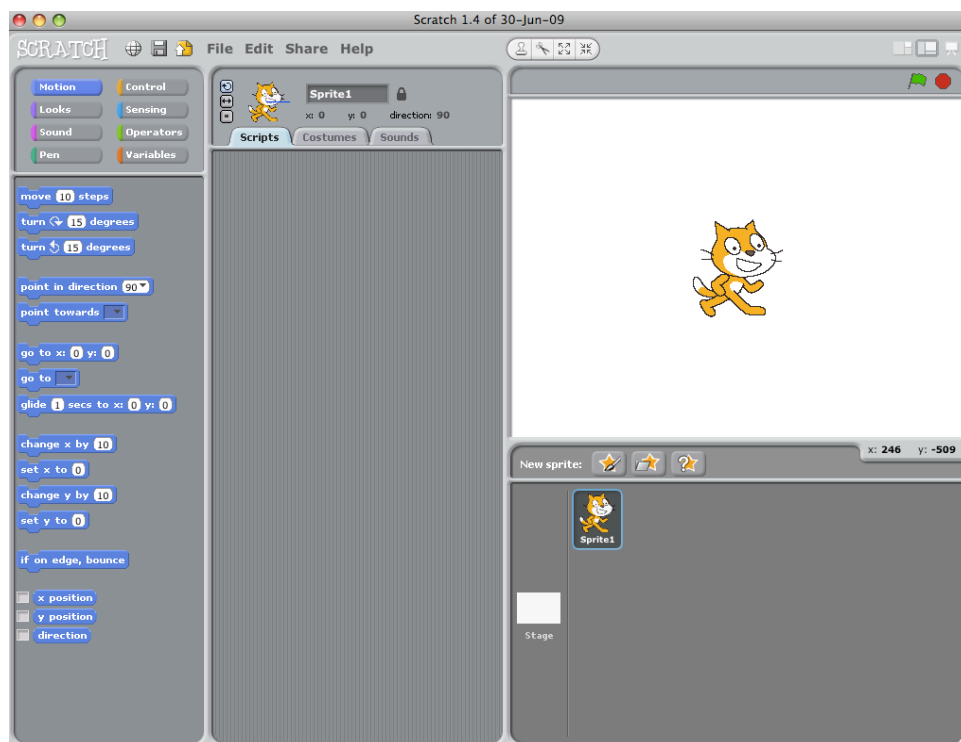 Scratch 1.4 of 30-Jun-09
SCRATCH File Edit Share Help
Motion Control
Looks Sensing
Sound Operators
Pen Variables
Sprite1
x: 0 y: 0 direction: 90
Scripts Costumes Sounds
move 10 steps
turn 15 degrees
turn 15 degrees
point in direction 90
point towards
go to x: 0 y: 0
go to
glide 1 secs to x: 0 y: 0
change x by 10
set x to 0
change y by 10
set y to 0
if on edge, bounce
x position
y position
direction
x: 246 y: -509
New sprite:
Sprite1
Stage